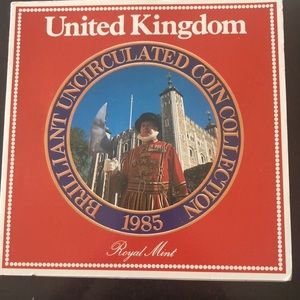 United Kingdom
BRILLIANT UNCIRCULATED COIN COLLECTION
1985
Royal Mint